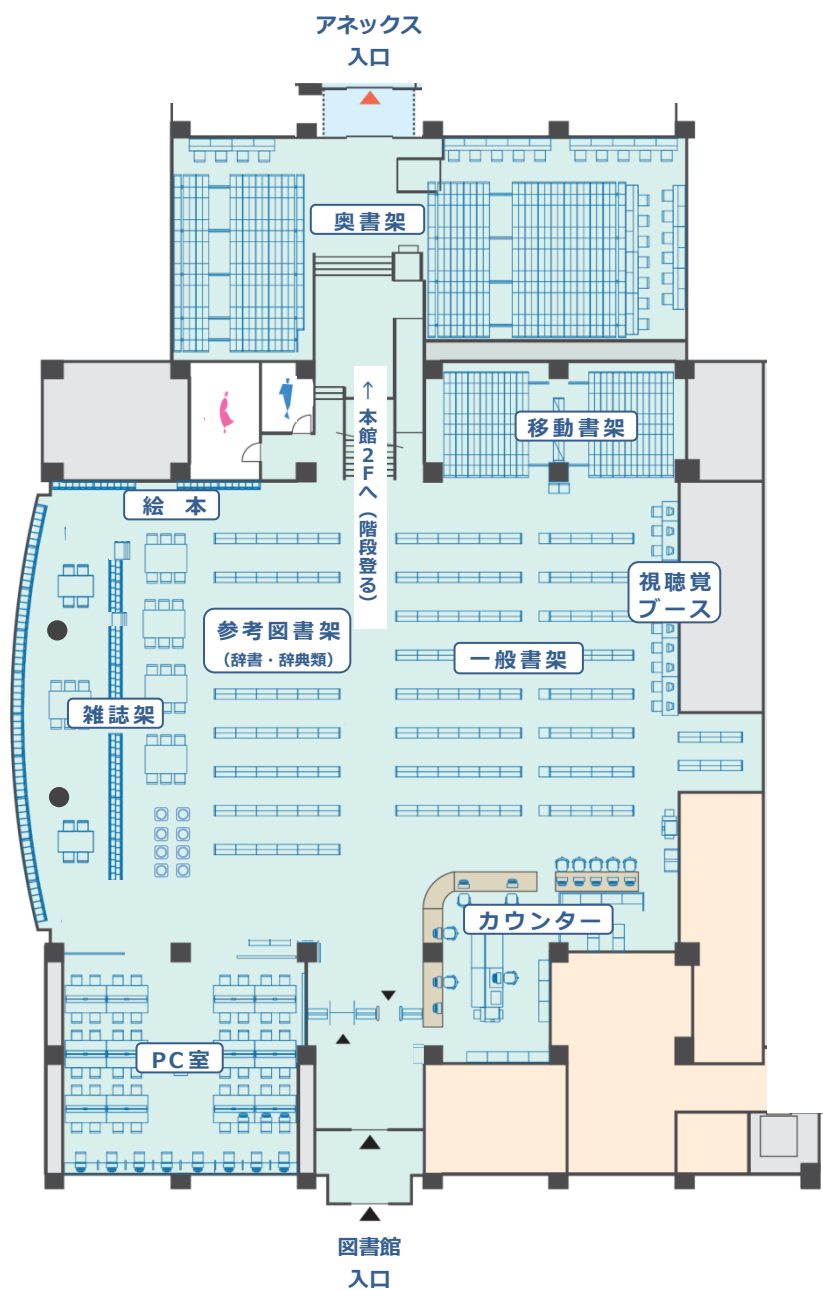 アネックス
入口
奥書架
移動書架
↑本館2Fへ（階段登る）
絵 本
視聴覚
ブース
参考図書架
（辞書・辞典類）
一般書架
雑誌架
カウンター
PC室
図書館
入口